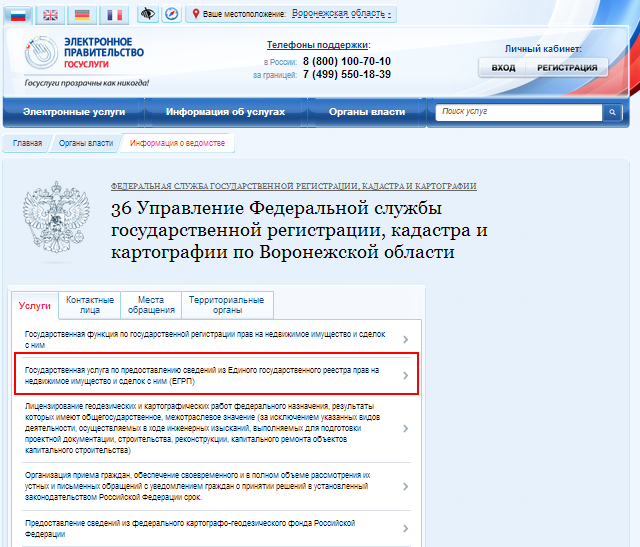 Ваше местоположение: Воронежская область
ЭЛЕКТРОННОЕ
ПРАВИТЕЛЬСТВО
ГОСУСЛУГИ
Госуслуги прозрачны как никогда!
Телефоны поддержки:
в России: 8 (800) 100-70-10
за границей: 7 (499) 550-18-39
Личный кабинет:
ВХОД РЕГИСТРАЦИЯ
Электронные услуги Информация об услугах Органы власти Поиск услуг
Главная Органы власти Информация о ведомстве
ФЕДЕРАЛЬНАЯ СЛУЖБА ГОСУДАРСТВЕННОЙ РЕГИСТРАЦИИ, КАДАСТРА И КАРТОГРАФИИ
36 Управление Федеральной службы
государственной регистрации, кадастра и
картографии по Воронежской области
Услуги
Контактные
лица
Места
обращения
Территориальные
органы
Государственная функция по государственной регистрации прав на недвижимое имущество и сделок
с ним
Государственная услуга по предоставлению сведений из Единого государственного реестра прав на
недвижимое имущество и сделок с ним (ЕГРП)
Лицензирование геодезических и картографических работ федерального назначения, результаты
которых имеют общегосударственное, межотраслевое значение (за исключением указанных видов
деятельности, осуществляемых в ходе инженерных изысканий, выполняемых для подготовки
проектной документации, строительства, реконструкции, капитального ремонта объектов
капитального строительства)
Организация приема граждан, обеспечение своевременного и в полном объеме рассмотрения их
устных и письменных обращений с уведомлением граждан о принятии решений в установленный
законодательством Российской Федерации срок.
Предоставление сведений из федерального картографо-геодезического фонда Российской
Федерации